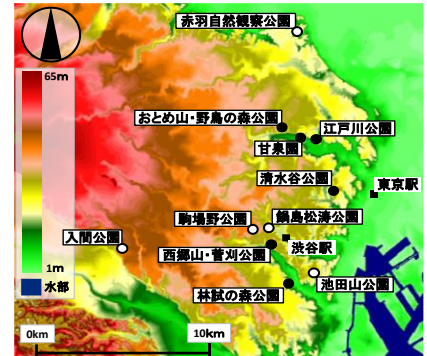 赤羽自然観察公園
65m
おとめ山・野鳥の森公園
江戸川公園
甘泉園
清水谷公園
東京駅
駒場野公園
鍋島松濤公園
入間公園
渋谷駅
西郷山・菅刈公園
1m
水部
池田山公園
林試の森公園
0km
10km